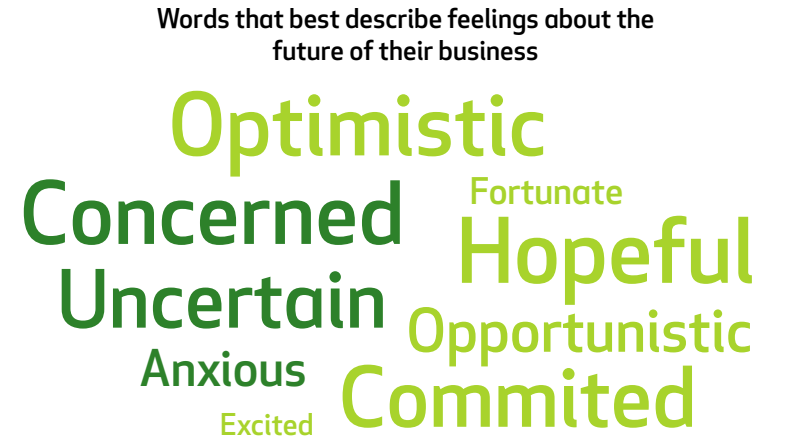 Words that best describe feelings about the
future of their business
Optimistic
Concerned
Fortunate
Hopeful
Uncertain
Opportunistic
Anxious
Commited
Excited